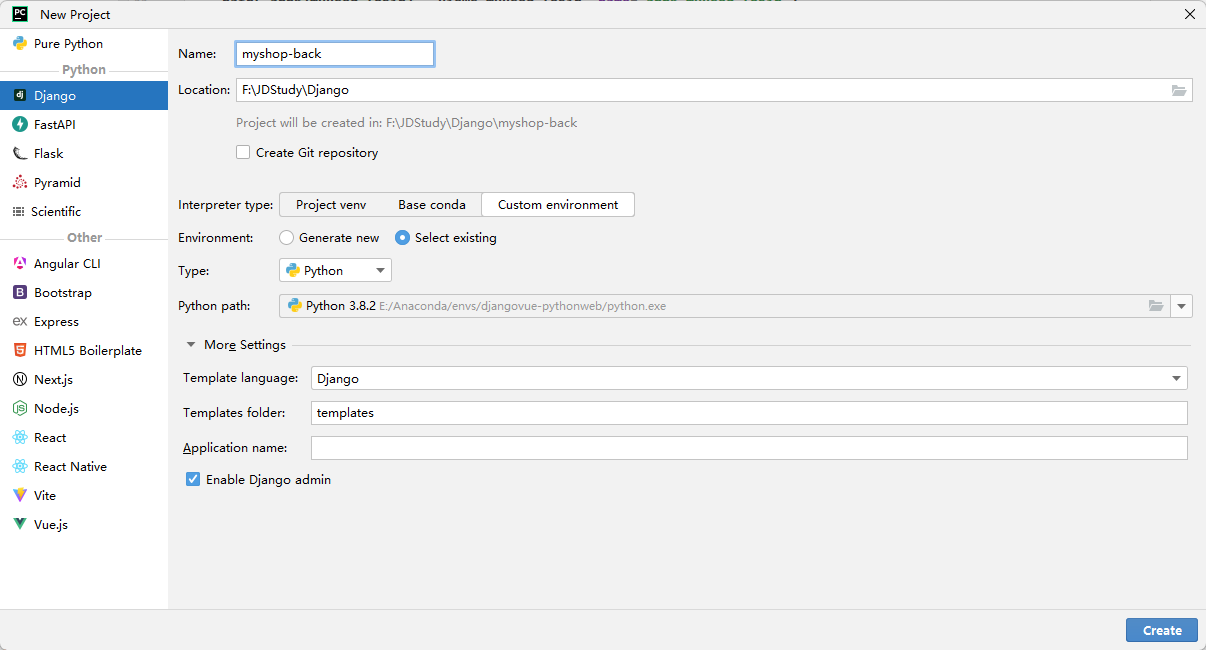 New Project
Pure Python
Python
Django
FastAPI
Flask
Pyramid
Scientific
Other
Angular CLI
Bootstrap
Express
HTML5 Boilerplate
Next.js
Node.js
React
React Native
Vite
Vue.js
Name: myshop-back
Location: F:\JDStudy\Django
Project will be created in: F:\JDStudy\Django\myshop-back
Create Git repository
Interpreter type: Project venv Base conda Custom environment
Environment: Generate new Select existing
Type: Python
Python path: Python 3.8.2 E:/Anaconda/envs/djangovue-pythonweb/python.exe
More Settings
Template language: Django
Templates folder: templates
Application name:
Enable Django admin
Create